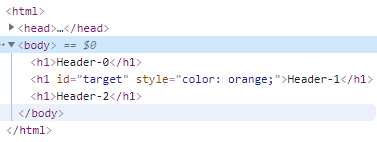 <html>
▶<head>…</head>
··▼<body> == $0
<h1>Header-0</h1>
<h1 id="target" style="color: orange;">Header-1</h1>
<h1>Header-2</h1>
</body>
</html>